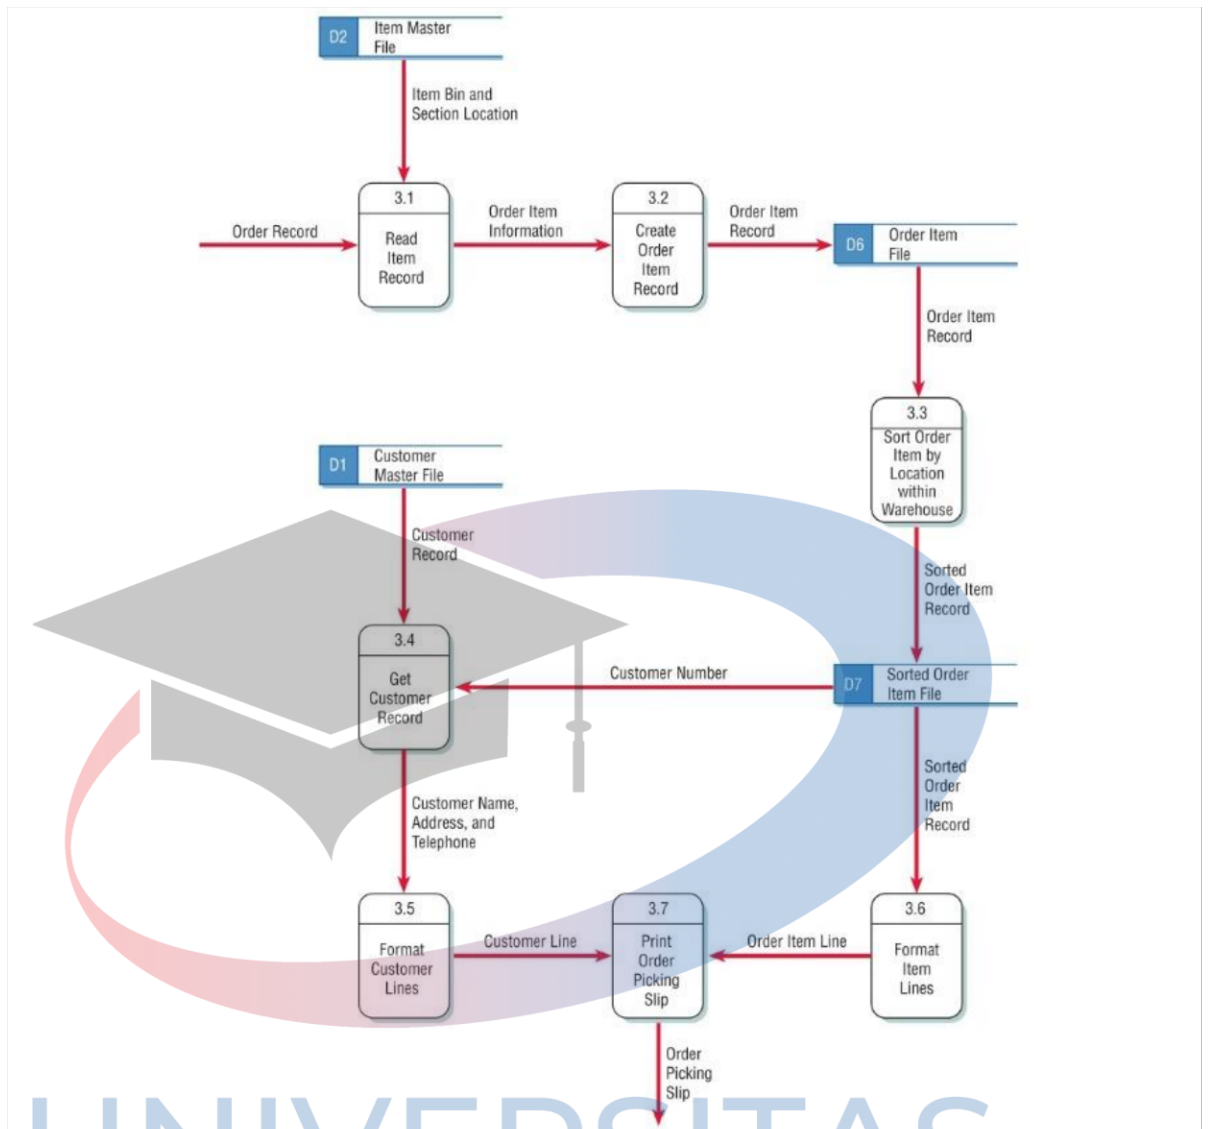 D2
Item Master
File
Item Bin and
Section Location
3.1
Read
Item
Record
Order Record
Order Item
Information
3.2
Create
Order
Item
Record
Order Item
Record
D6
Order Item
File
Order Item
Record
3.3
Sort Order
Item by
Location
within
Warehouse
D1
Customer
Master File
Customer
Record
Sorted
Order Item
Record
3.4
Get
Customer
Record
Customer Number
D7
Sorted Order
Item File
Customer Name,
Address, and
Telephone
Sorted
Order
Item
Record
3.5
Format
Customer
Lines
Customer Line
3.7
Print
Order
Picking
Slip
Order Item Line
3.6
Format
Item
Lines
Order
Picking
Slip
UNIVERSITAS